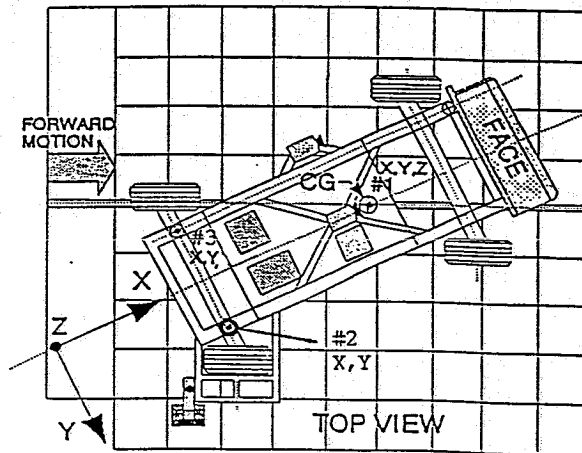 FORWARD
MOTION
FACE
X,Y,Z
CG
#1
#3
X,Y,
X
Z
#2
X,Y
Y
TOP VIEW